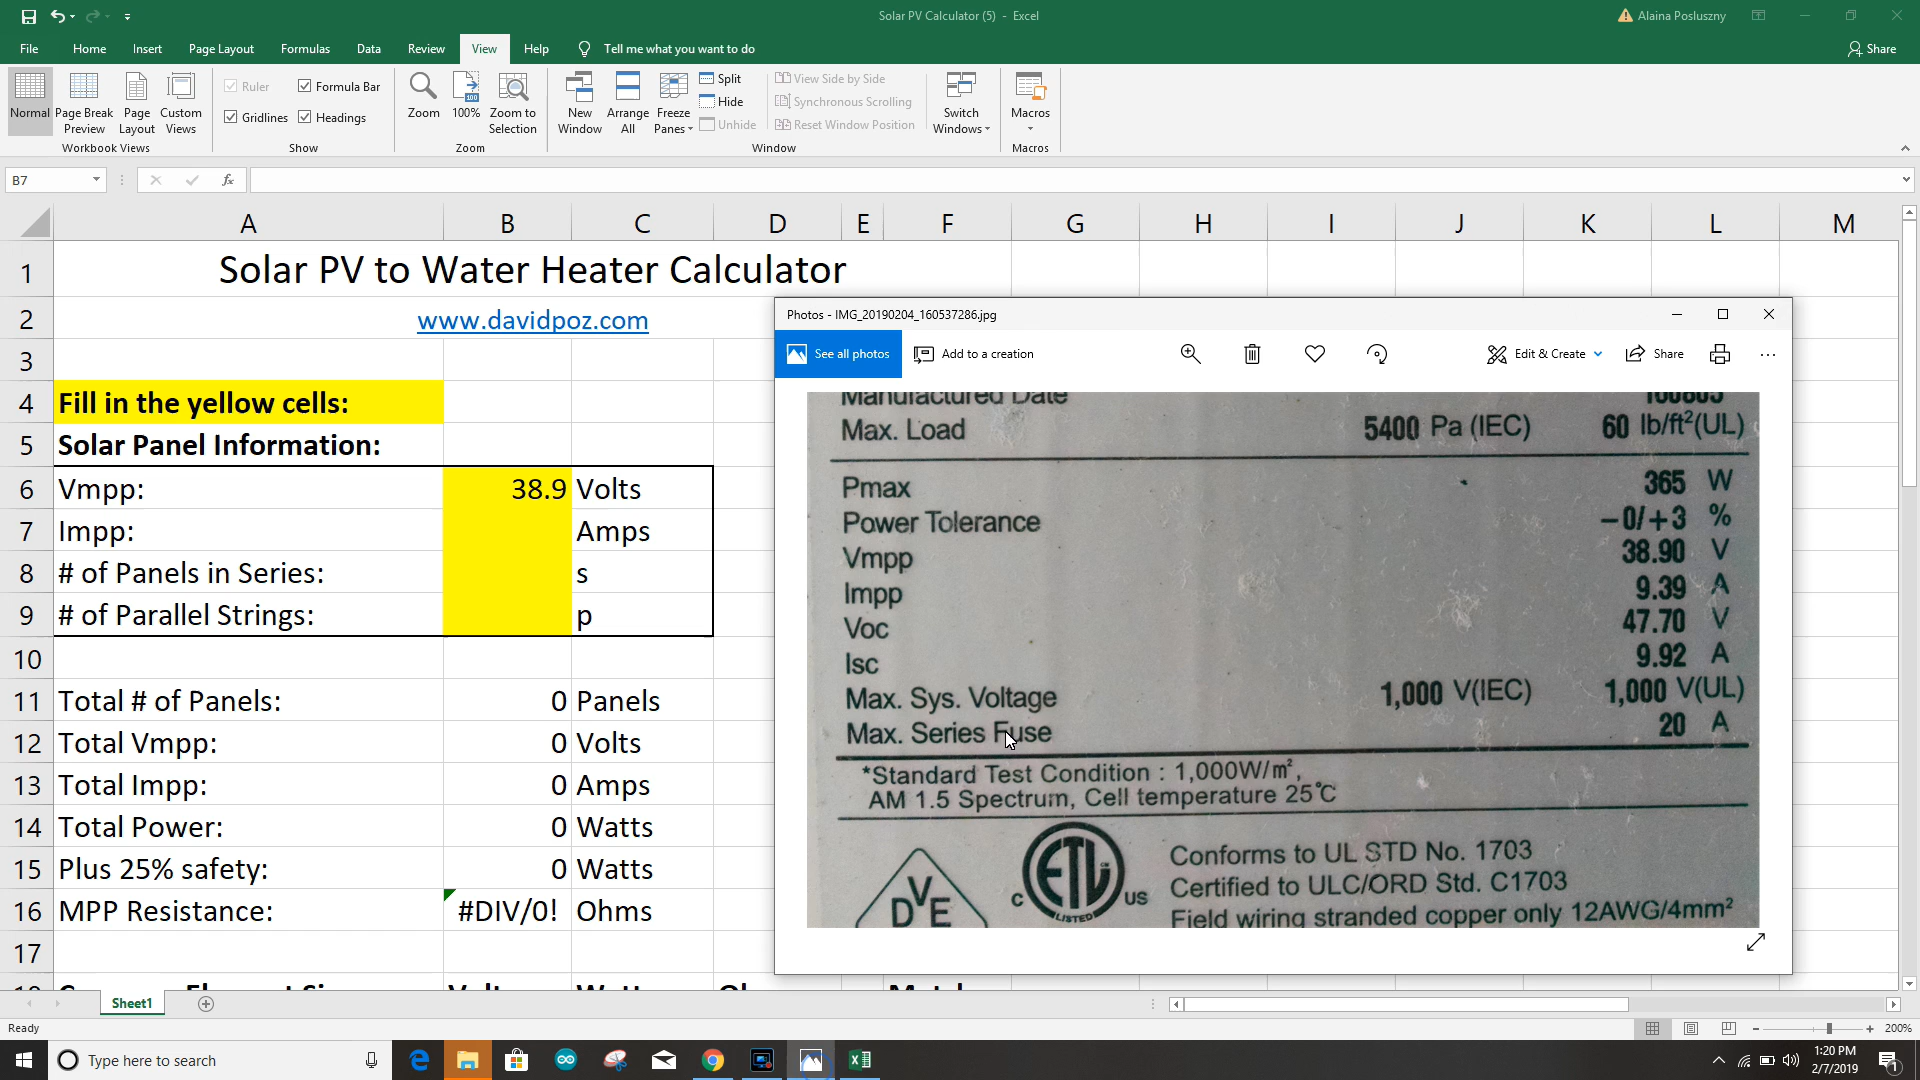 Solar PV Calculator (5) - Excel
Alaina Posluszny
File Home Insert Page Layout Formulas Data Review View Help Tell me what you want to do
Share
Normal Page Break Preview Page Layout Custom Views
Workbook Views
Ruler Formula Bar
Gridlines Headings
Show
Zoom 100% Zoom to Selection
Zoom
New Window Arrange All Freeze Panes
Split
Hide
Unhide
View Side by Side
Synchronous Scrolling
Reset Window Position
Switch Windows
Window
Macros
Macros
B7
fx
A B C D E F G H I J K L M
1 Solar PV to Water Heater Calculator
2 www.davidpoz.com
3
4 Fill in the yellow cells:
5 Solar Panel Information:
6 Vmpp: 38.9 Volts
7 Impp: Amps
8 # of Panels in Series: s
9 # of Parallel Strings: p
10
11 Total # of Panels: 0 Panels
12 Total Vmpp: 0 Volts
13 Total Impp: 0 Amps
14 Total Power: 0 Watts
15 Plus 25% safety: 0 Watts
16 MPP Resistance: #DIV/0! Ohms
17
Photos - IMG_20190204_160537286.jpg
See all photos Add to a creation Edit & Create Share
Manufactured Date
Max. Load 5400 Pa (IEC) 60 lb/ft²(UL)
Pmax 365 W
Power Tolerance -0/+3 %
Vmpp 38.90 V
Impp 9.39 A
Voc 47.70 V
Isc 9.92 A
Max. Sys. Voltage 1,000 V(IEC) 1,000 V(UL)
Max. Series Fuse 20 A
*Standard Test Condition : 1,000W/m²,
AM 1.5 Spectrum, Cell temperature 25℃
DVE
C ETL US
LISTED
Conforms to UL STD No. 1703
Certified to ULC/ORD Std. C1703
Field wiring stranded copper only 12AWG/4mm²
Sheet1
Ready
200%
Type here to search
1:20 PM
2/7/2019
1